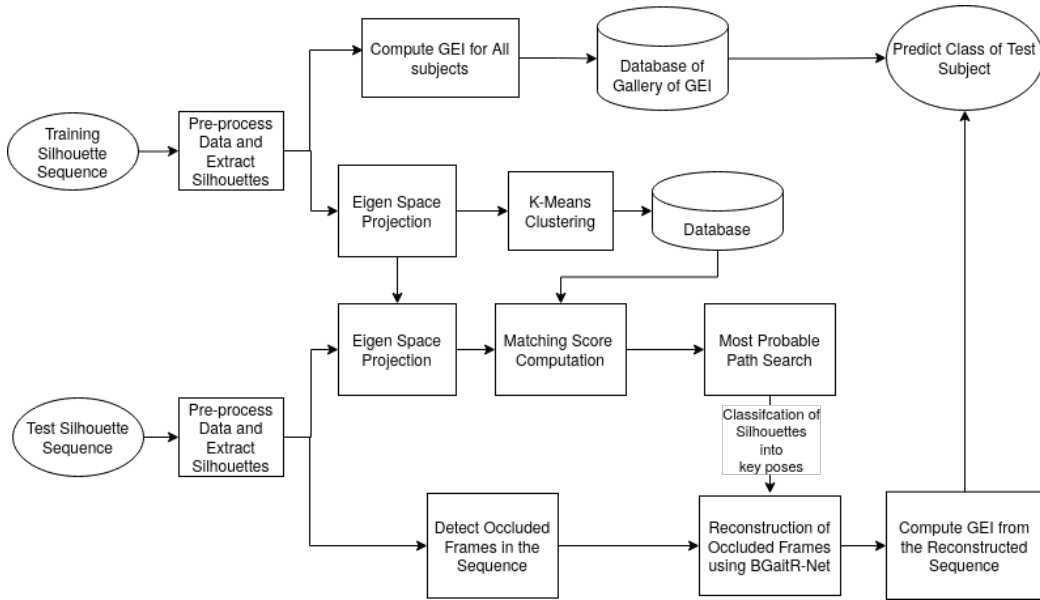 Compute GEI for All
subjects
Database of
Gallery of GEI
Predict Class of Test
Subject
Training
Silhouette
Sequence
Pre-process
Data and
Extract
Silhouettes
Eigen Space
Projection
K-Means
Clustering
Database
Eigen Space
Projection
Matching Score
Computation
Most Probable
Path Search
Test Silhouette
Sequence
Pre-process
Data and
Extract
Silhouettes
Classifcation of
Silhouettes
into
key poses
Detect Occluded
Frames in the
Sequence
Reconstruction of
Occluded Frames
using BGaitR-Net
Compute GEI from
the Reconstructed
Sequence